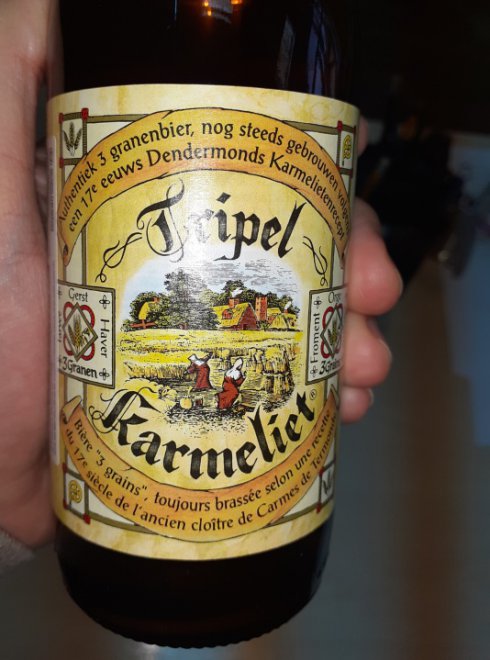 Authentiek 3 granenbier, nog steeds gebrouwen volgens
een 17e eeuws Dendermonds Karmelietenrecept
Tripel
Gerst
Haver
3 Granen
Orge
Froment
3 Granen
Karmeliet®
Bière "3 grains", toujours brassée selon une recette
du 17e siècle de l'ancien cloître de Carmes de